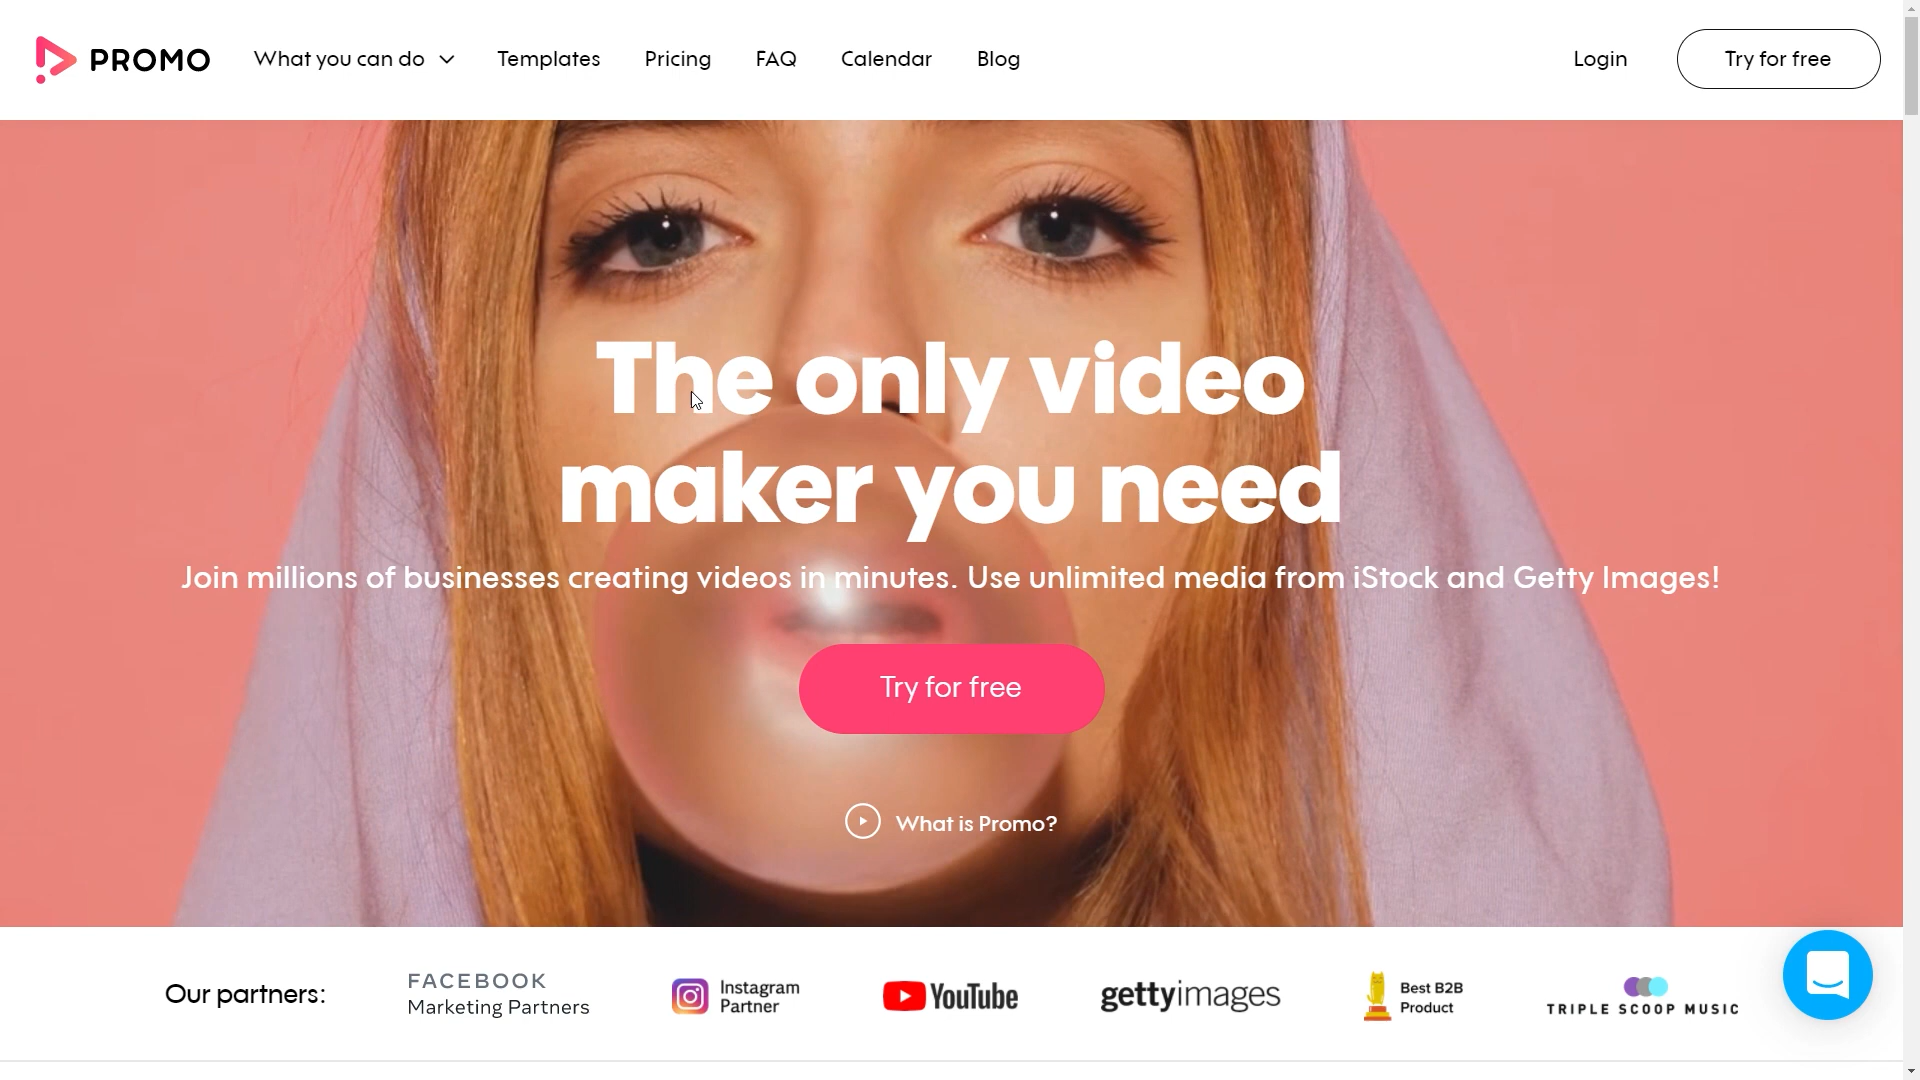 PROMO
What you can do
Templates
Pricing
FAQ
Calendar
Blog
Login
Try for free
The only video
maker you need
Join millions of businesses creating videos in minutes. Use unlimited media from iStock and Getty Images!
Try for free
What is Promo?
Our partners:
FACEBOOK
Marketing Partners
Instagram
Partner
YouTube
gettyimages
Best B2B
Product
TRIPLE SCOOP MUSIC